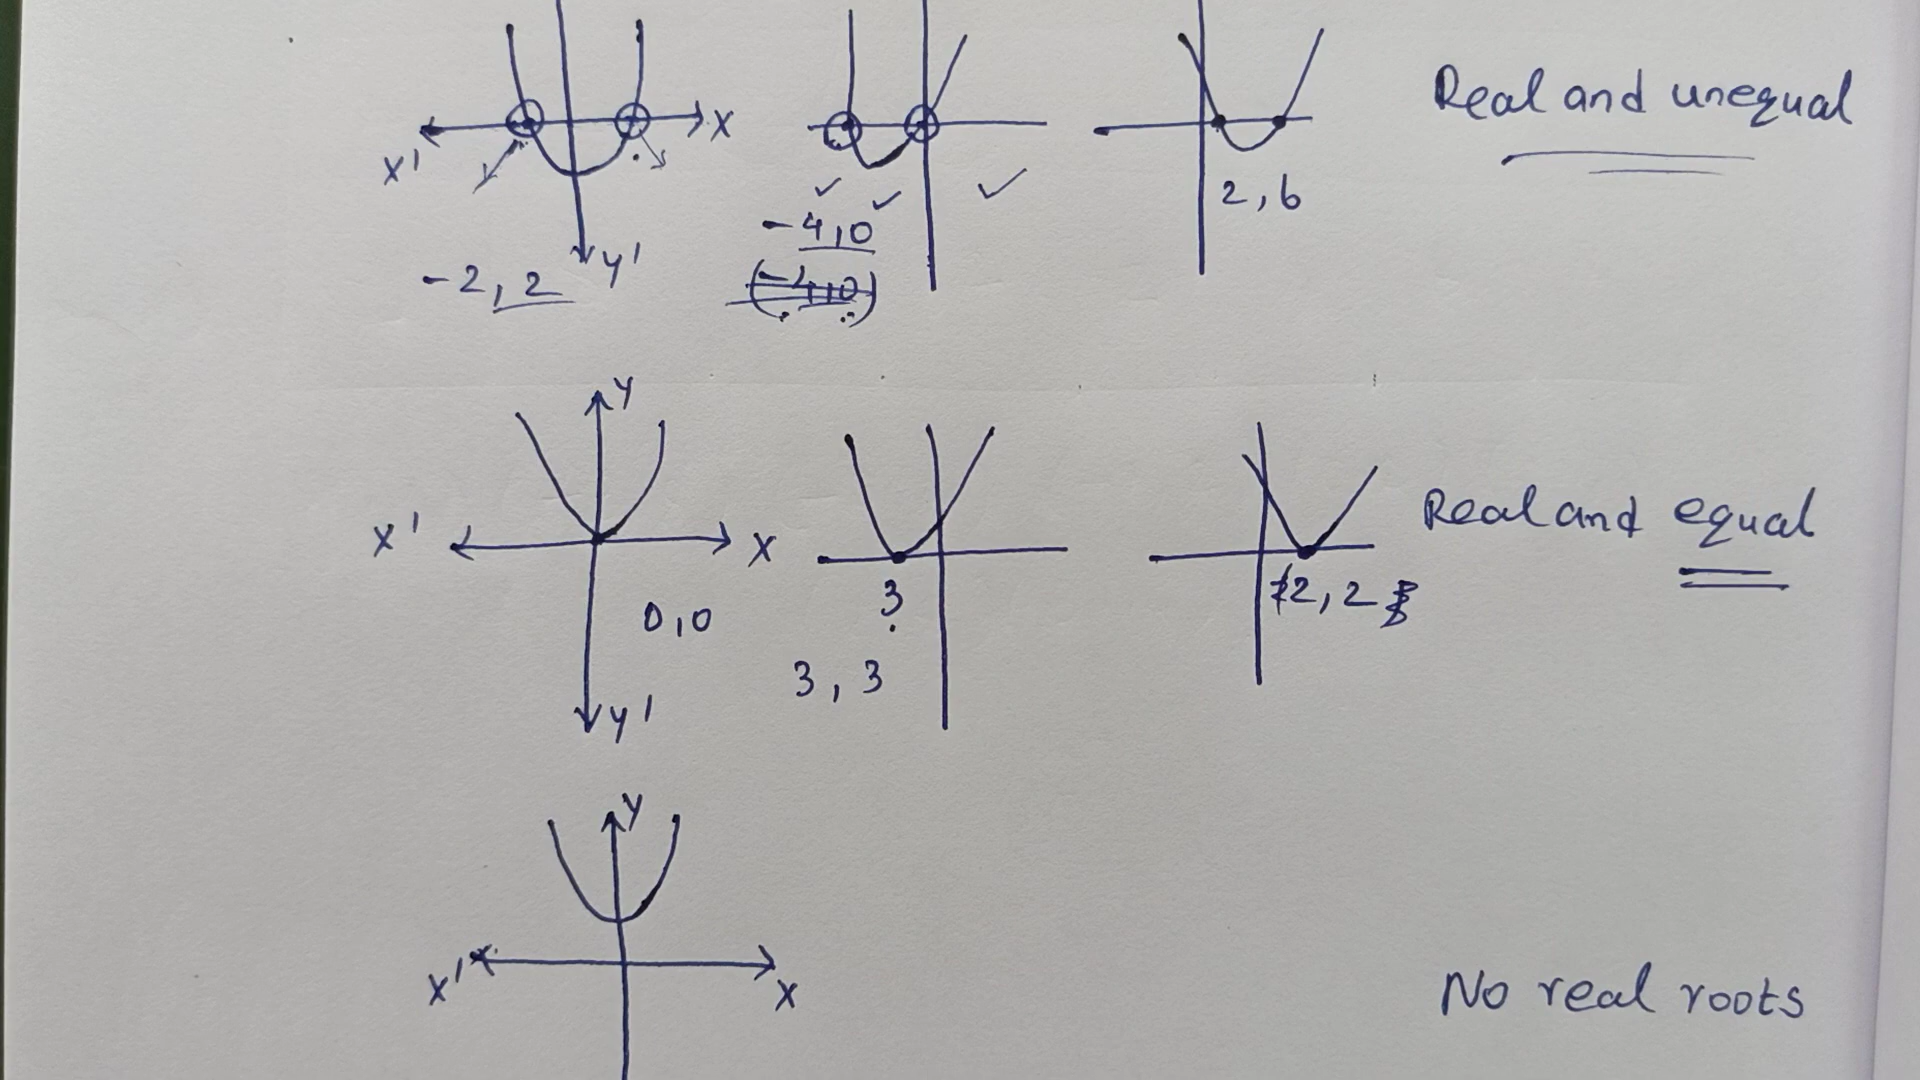 X' X Real and unequal
-4,0 2,6
-2,2 Y'
Y
X' X Real and equal
0,0 3 2,2
3,3
Y'
Y
X' X No real roots